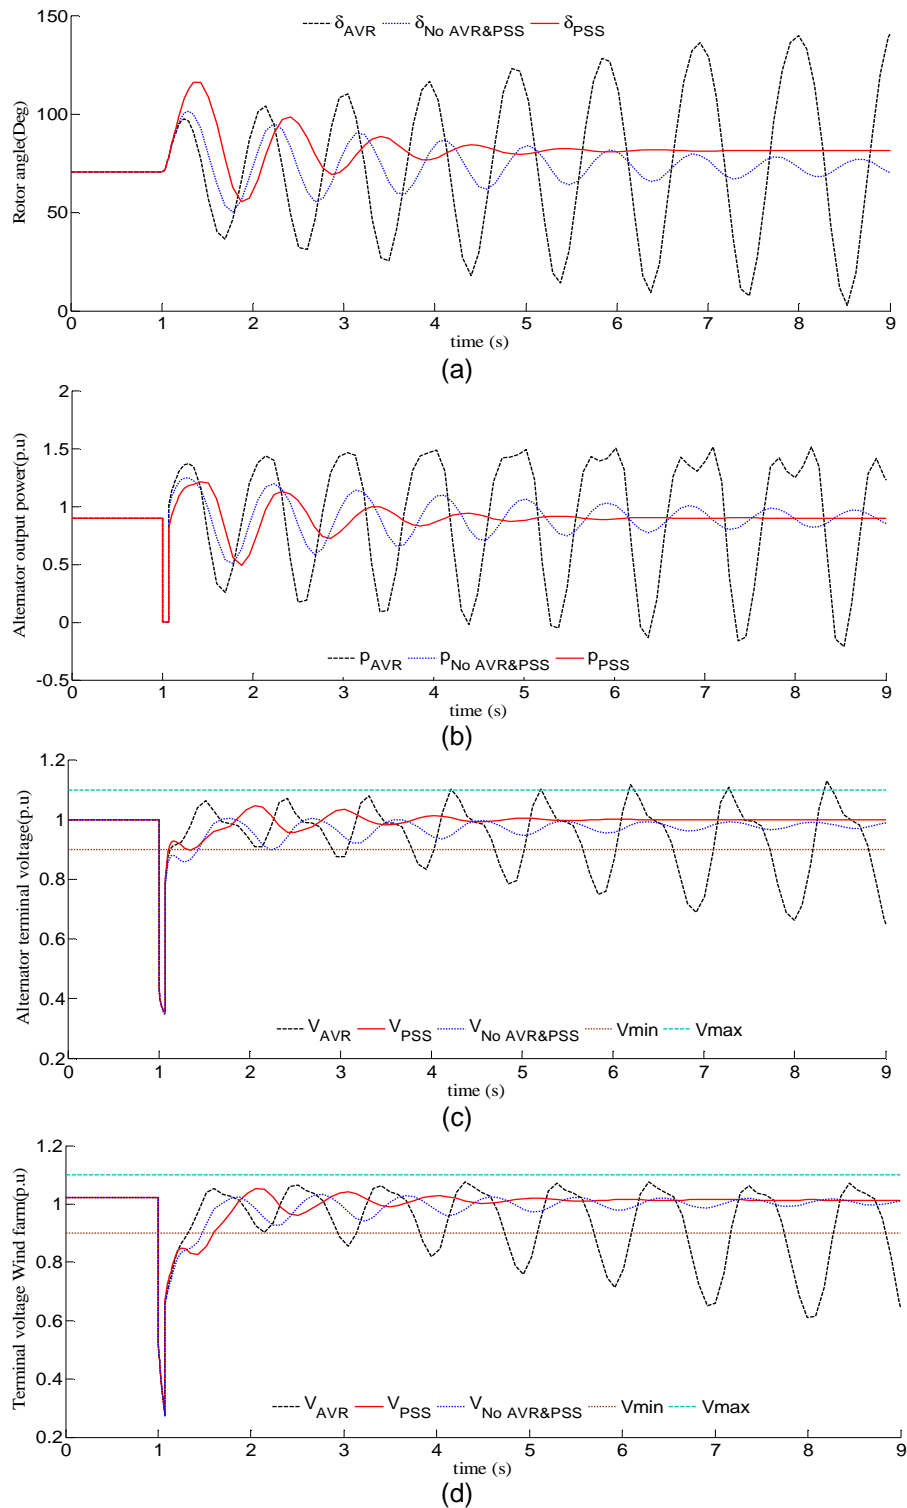 δAVR δNo AVR&PSS δPSS
Rotor angle(Deg)
150
100
50
0
0 1 2 3 4 5 6 7 8 9
time (s)
(a)
Alternator output power(p.u)
2
1.5
1
0.5
0
-0.5
pAVR pNo AVR&PSS pPSS
0 1 2 3 4 5 6 7 8 9
time (s)
(b)
Alternator terminal voltage(p.u)
1.2
1
0.8
0.6
0.4
0.2
VAVR VPSS VNo AVR&PSS Vmin Vmax
0 1 2 3 4 5 6 7 8 9
time (s)
(c)
Terminal voltage Wind farm(p.u)
1.2
1
0.8
0.6
0.4
0.2
VAVR VPSS VNo AVR&PSS Vmin Vmax
0 1 2 3 4 5 6 7 8 9
time (s)
(d)